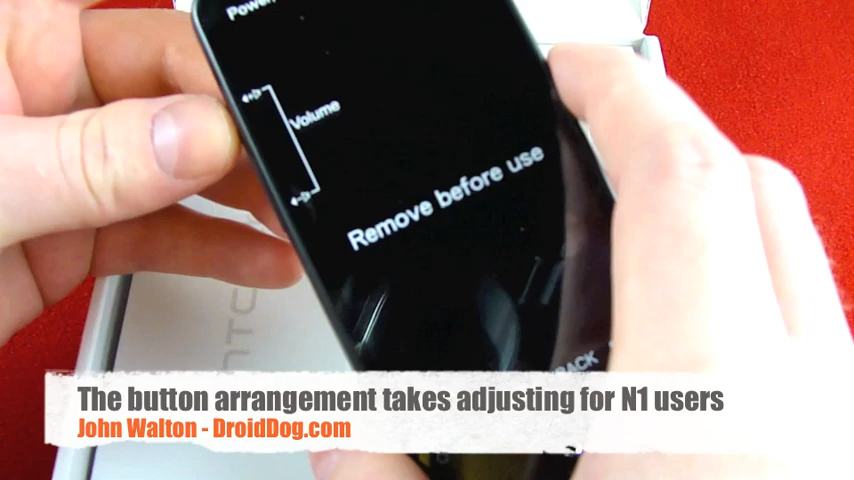 Power
Volume
Remove before use
BACK
The button arrangement takes adjusting for N1 users
John Walton - DroidDog.com